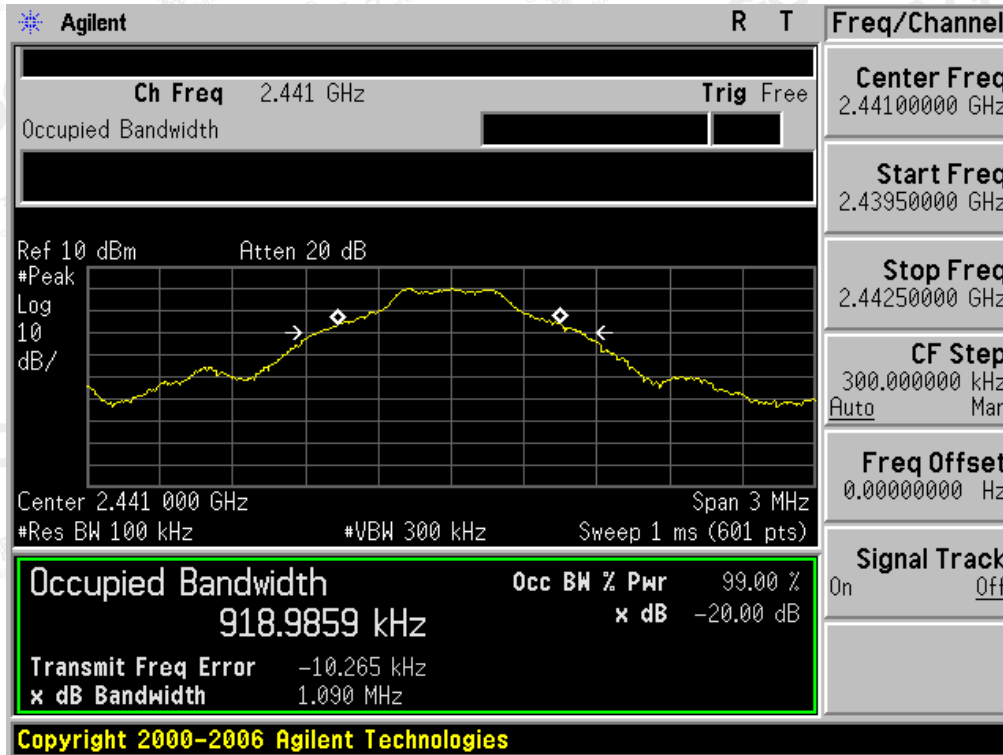 Agilent R T Freq/Channel
Ch Freq 2.441 GHz Trig Free
Occupied Bandwidth
Center Freq
2.44100000 GHz
Start Freq
2.43950000 GHz
Stop Freq
2.44250000 GHz
CF Step
300.000000 kHz
Auto Man
Freq Offset
0.00000000 Hz
Signal Track
On Off
Ref 10 dBm Atten 20 dB
#Peak
Log
10
dB/
Center 2.441 000 GHz Span 3 MHz
#Res BW 100 kHz #VBW 300 kHz Sweep 1 ms (601 pts)
Occupied Bandwidth Occ BW % Pwr 99.00 %
918.9859 kHz x dB -20.00 dB
Transmit Freq Error -10.265 kHz
x dB Bandwidth 1.090 MHz
Copyright 2000-2006 Agilent Technologies